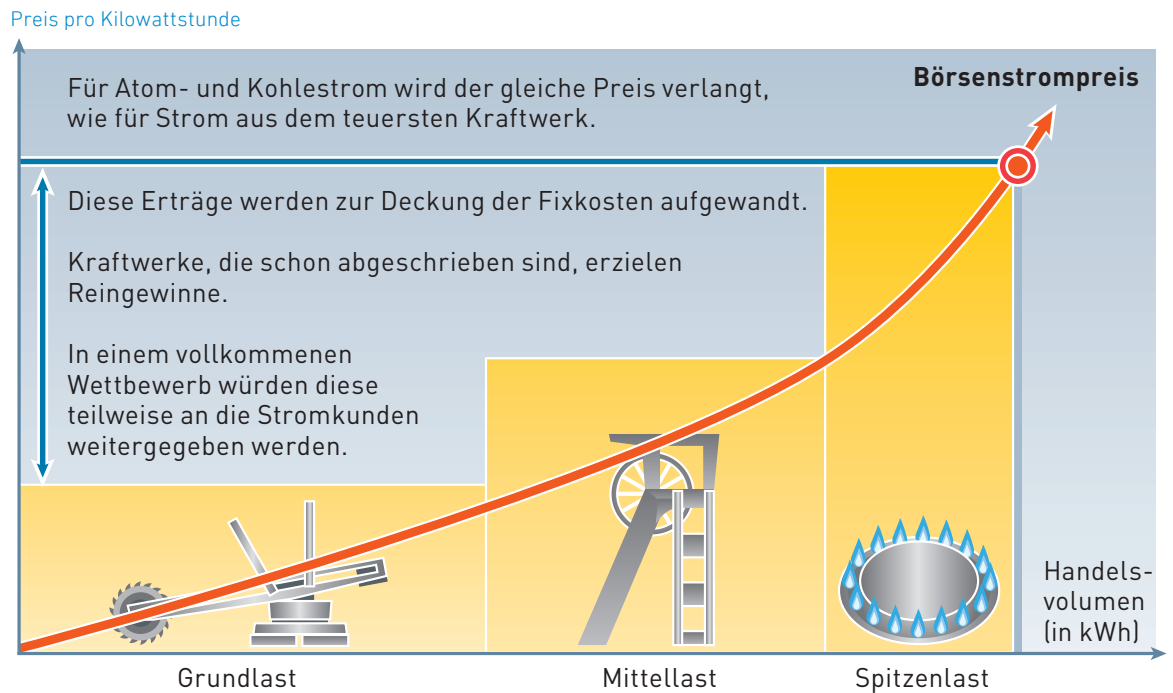 Preis pro Kilowattstunde
Für Atom- und Kohlestrom wird der gleiche Preis verlangt,
wie für Strom aus dem teuersten Kraftwerk.
Börsenstrompreis
Diese Erträge werden zur Deckung der Fixkosten aufgewandt.
Kraftwerke, die schon abgeschrieben sind, erzielen
Reingewinne.
In einem vollkommenen
Wettbewerb würden diese
teilweise an die Stromkunden
weitergegeben werden.
Handels-
volumen
(in kWh)
Grundlast
Mittellast
Spitzenlast